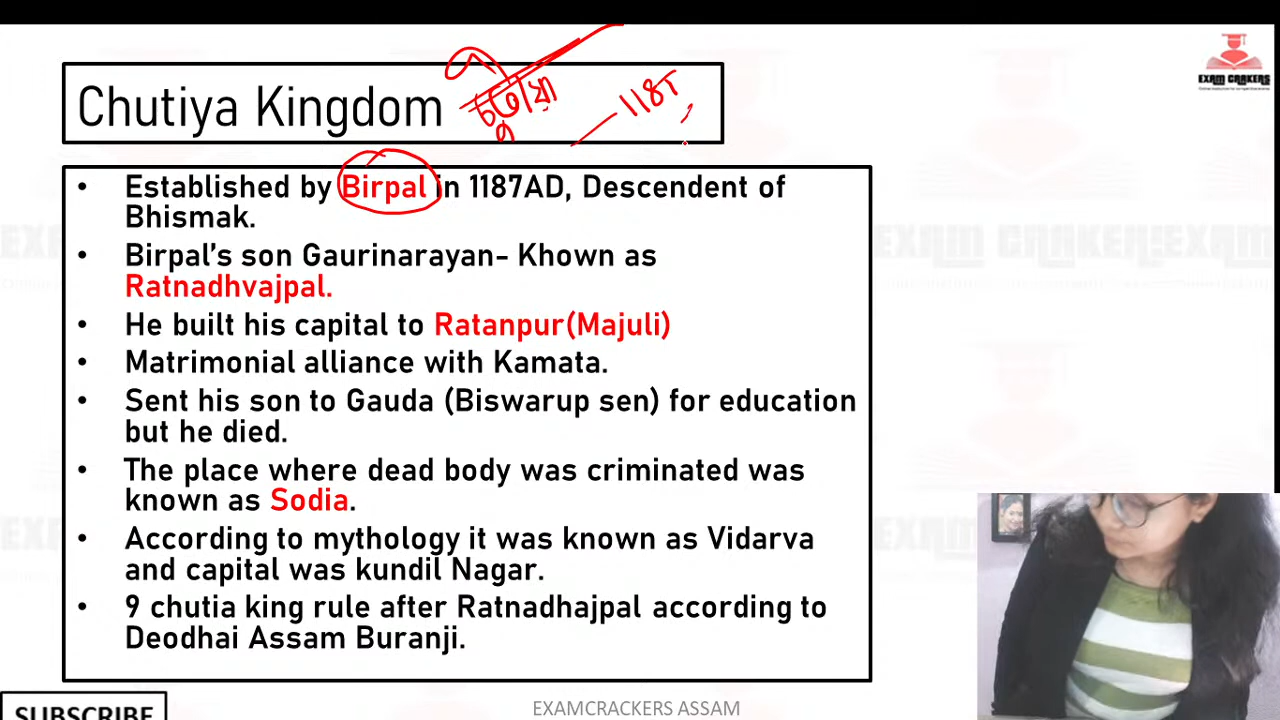 Chutiya Kingdom
চুতীয়া
1187
EXAM CRAKERS
• Established by Birpal in 1187AD, Descendent of
Bhismak.
• Birpal's son Gaurinarayan- Khown as
Ratnadhvajpal.
• He built his capital to Ratanpur(Majuli)
• Matrimonial alliance with Kamata.
• Sent his son to Gauda (Biswarup sen) for education
but he died.
• The place where dead body was criminated was
known as Sodia.
• According to mythology it was known as Vidarva
and capital was kundil Nagar.
• 9 chutia king rule after Ratnadhajpal according to
Deodhai Assam Buranji.
SUBSCRIBE
EXAMCRACKERS ASSAM